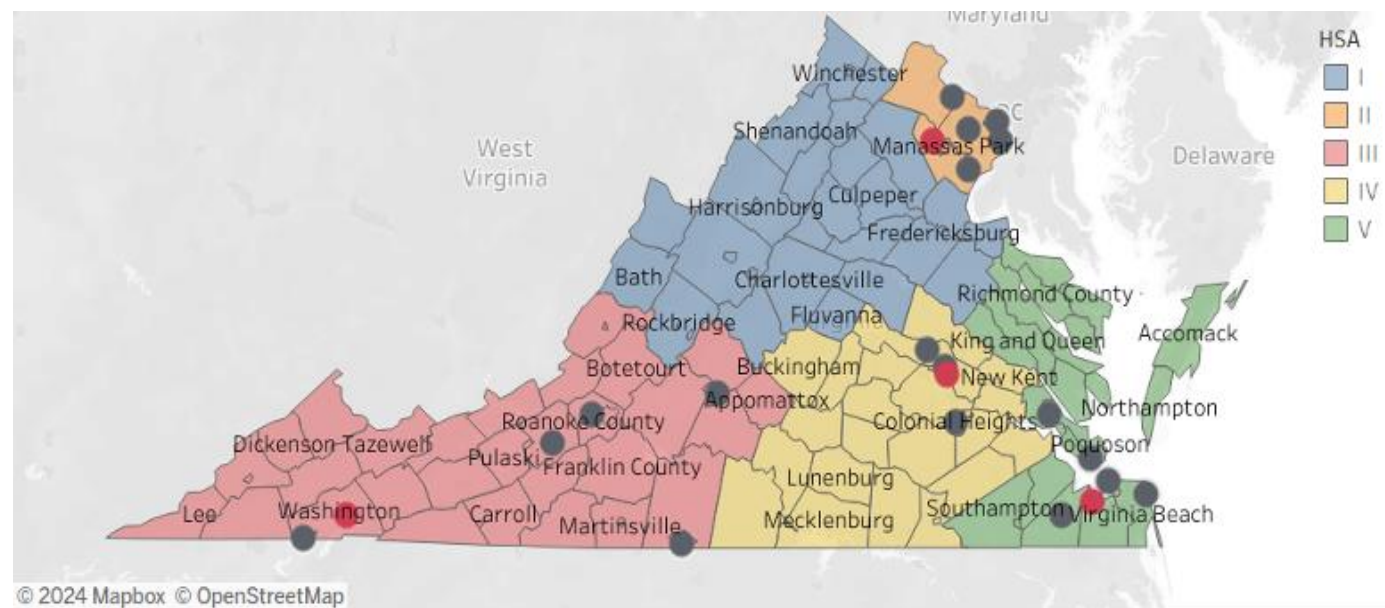 Maryland
HSA
I
II
III
IV
V
Winchester
DC
Shenandoah
Manassas Park
West
Virginia
Delaware
Culpeper
Harrisonburg
Fredericksburg
Bath
Charlottesville
Richmond County
Fluvanna
Rockbridge
Accomack
King and Queen
Botetourt
Buckingham
New Kent
Appomattox
Northampton
Roanoke County
Colonial Heights
Dickenson Tazewell
Poquoson
Pulaski
Franklin County
Lunenburg
Lee
Washington
Carroll
Martinsville
Mecklenburg
Southampton
Virginia Beach
© 2024 Mapbox © OpenStreetMap